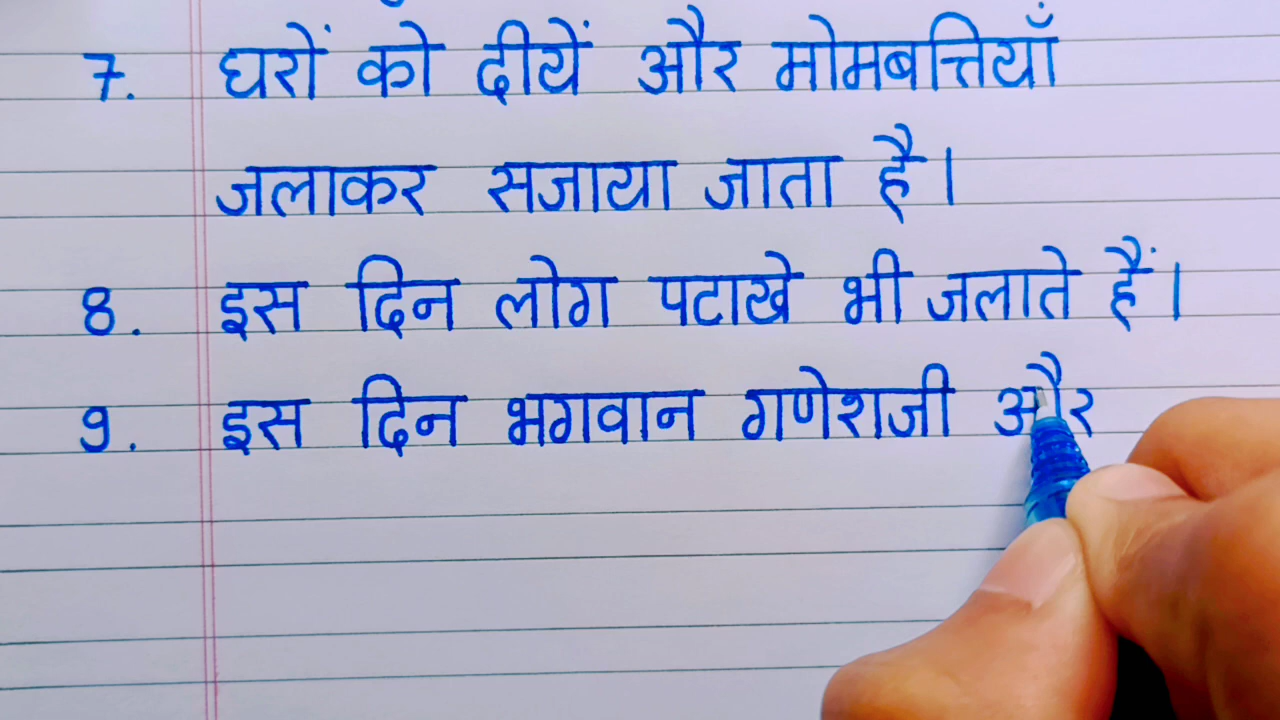 7. घरों को दीयें और मोमबत्तियाँ
जलाकर सजाया जाता है।
8. इस दिन लोग पटाखे भी जलाते हैं।
9. इस दिन भगवान गणेशजी और